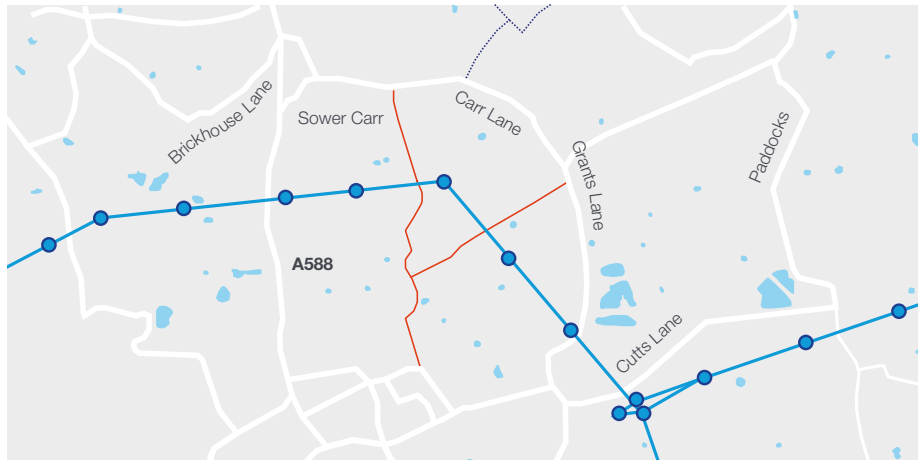 Brickhouse Lane
Sower Carr
Carr Lane
Grants Lane
Paddocks
A588
Cutts Lane